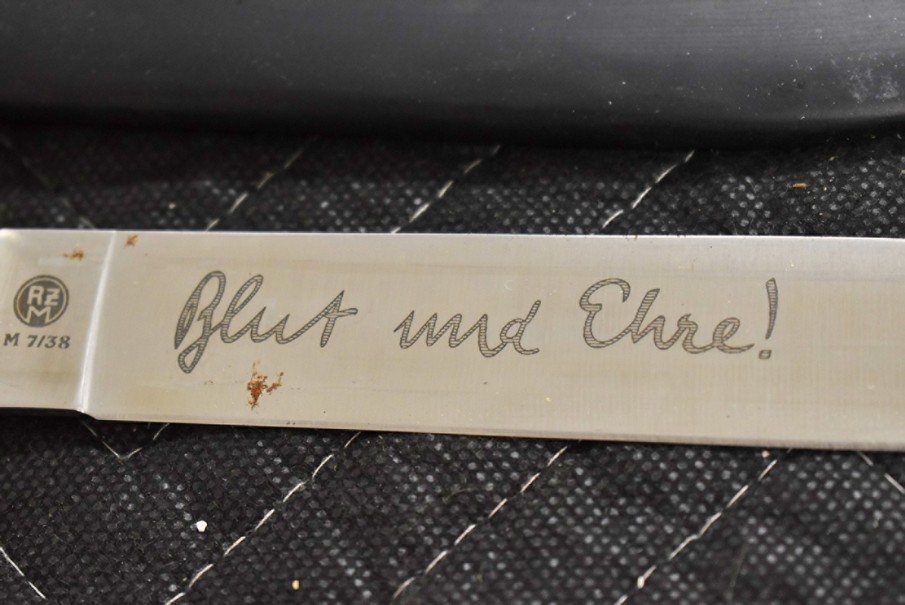 RZM
M 7/38
Blut und Ehre!